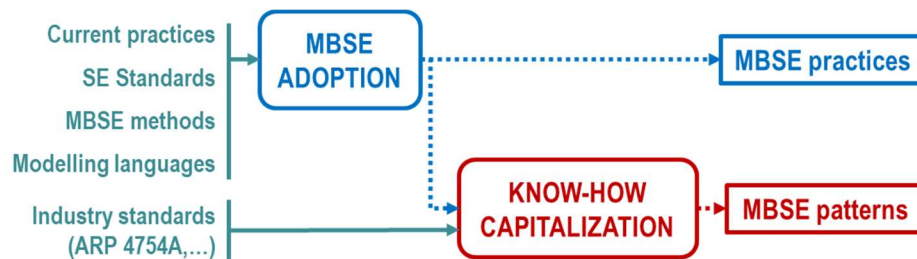 Current practices
SE Standards
MBSE methods
Modelling languages
Industry standards
(ARP 4754A,...)
MBSE
ADOPTION
MBSE practices
KNOW-HOW
CAPITALIZATION
MBSE patterns